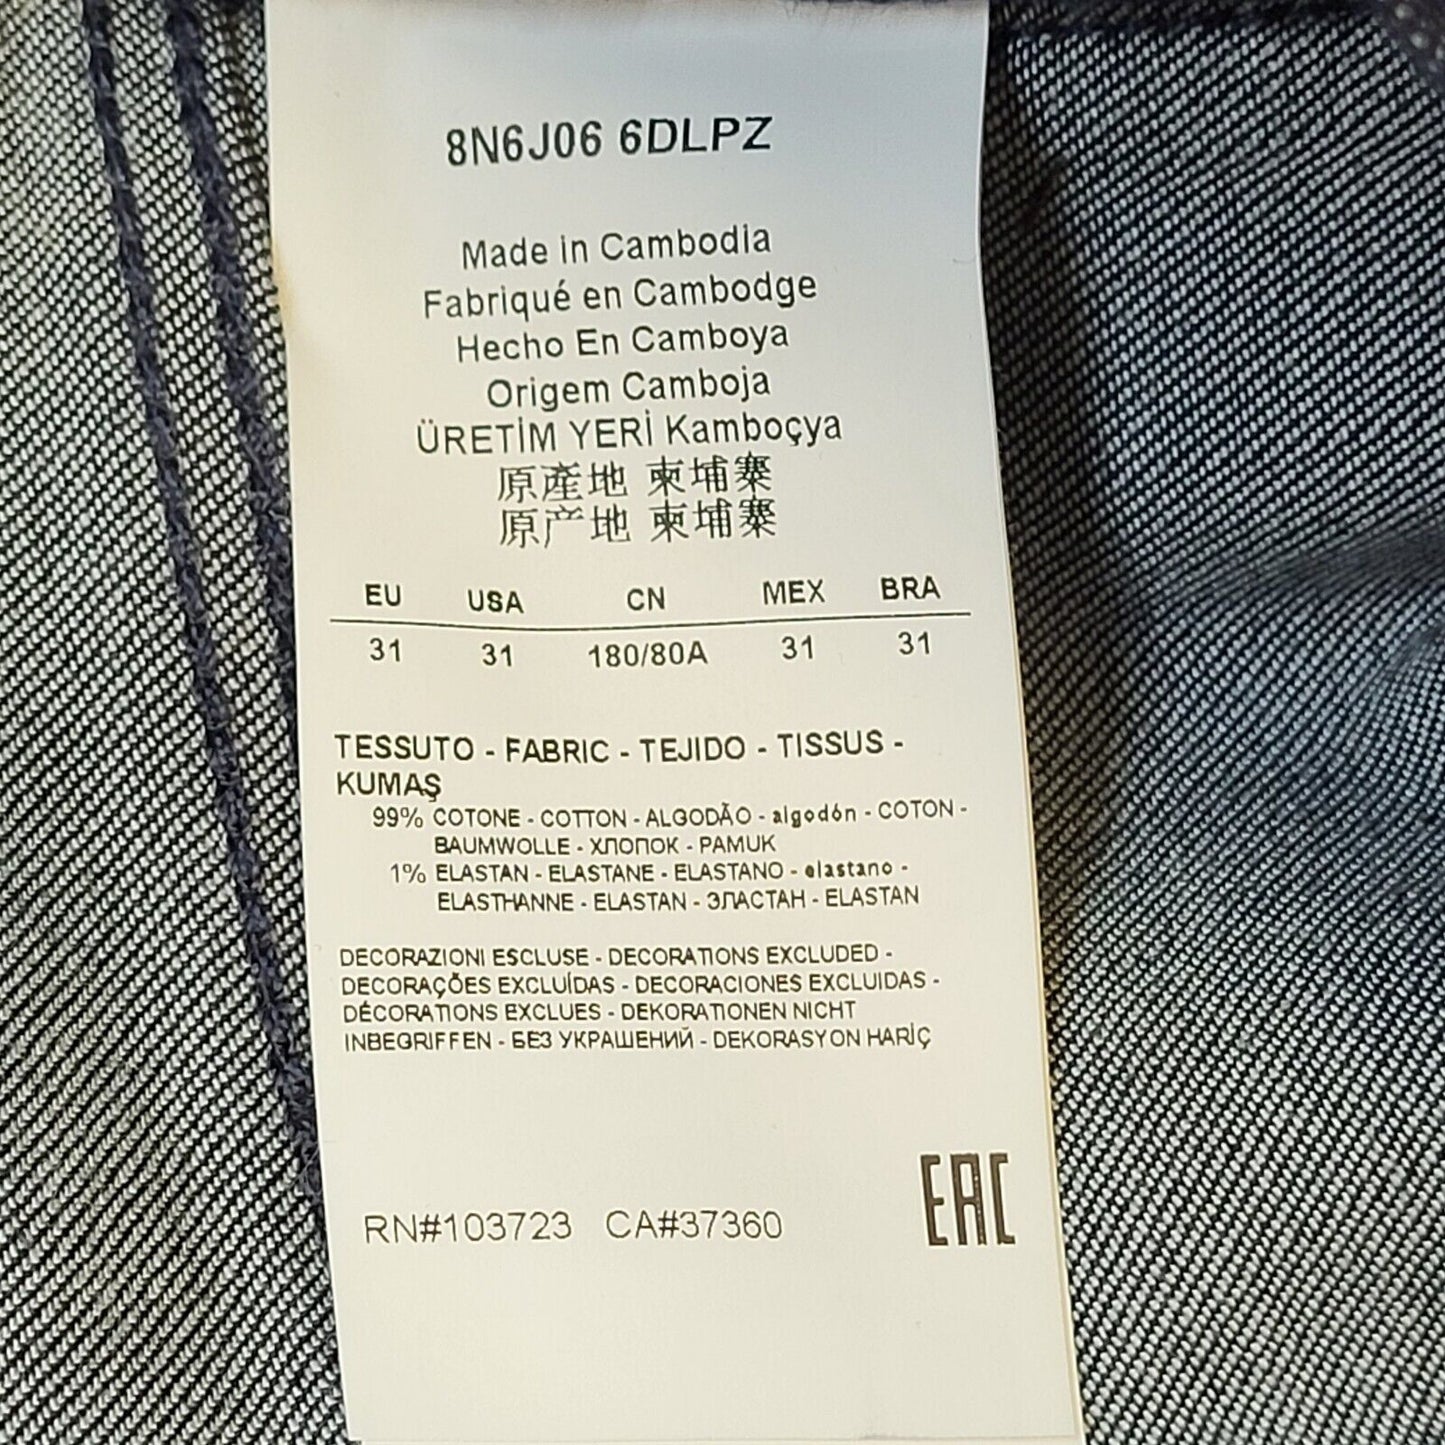 8N6J06 6DLPZ
Made in Cambodia
Fabriqué en Cambodge
Hecho En Camboya
Origem Camboja
ÜRETİM YERİ Kamboçya
原產地 柬埔寨
原产地 柬埔寨
EU USA CN MEX BRA
31 31 180/80A 31 31
TESSUTO - FABRIC - TEJIDO - TISSUS -
KUMAŞ
99% COTONE - COTTON - ALGODÃO - algodón - COTON -
BAUMWOLLE - ХЛОПОК - PAMUK
1% ELASTAN - ELASTANE - ELASTANO - elastano -
ELASTHANNE - ELASTAN - ЭЛАСТАН - ELASTAN
DECORAZIONI ESCLUSE - DECORATIONS EXCLUDED -
DECORAÇÕES EXCLUÍDAS - DECORACIONES EXCLUIDAS -
DÉCORATIONS EXCLUES - DEKORATIONEN NICHT
INBEGRIFFEN - БЕЗ УКРАШЕНИЙ - DEKORASYON HARİÇ
RN#103723 CA#37360 EAC